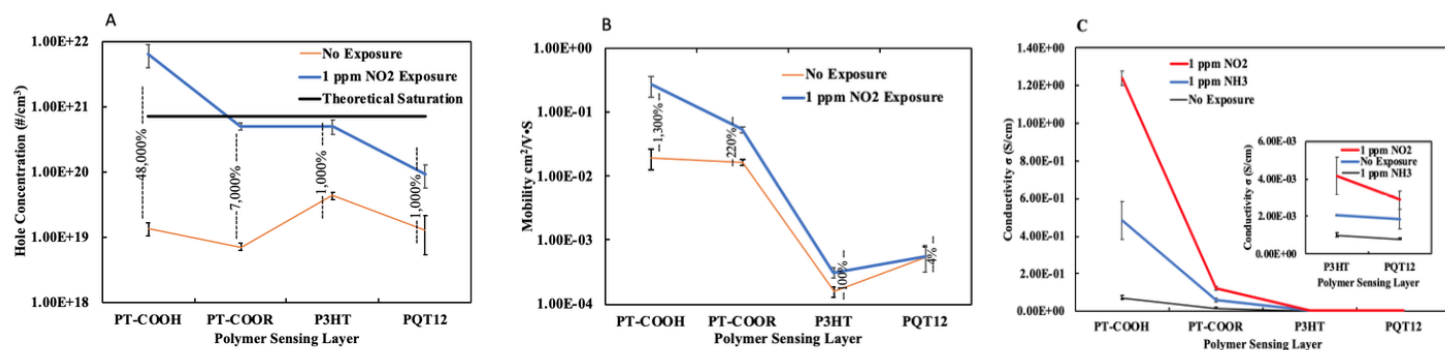 A
1.00E+22
1.00E+21
1.00E+20
1.00E+19
1.00E+18
Hole Concentration (#/cm³)
No Exposure
1 ppm NO2 Exposure
Theoretical Saturation
48,000%
7,000%
1,000%
1,000%
PT-COOH PT-COOR P3HT PQT12
Polymer Sensing Layer
B
1.00E+00
1.00E-01
1.00E-02
1.00E-03
1.00E-04
Mobility cm²/V•S
No Exposure
1 ppm NO2 Exposure
1,300%
220%
100%
4%
PT-COOH PT-COOR P3HT PQT12
Polymer Sensing Layer
C
1.40E+00
1.20E+00
1.00E+00
8.00E-01
6.00E-01
4.00E-01
2.00E-01
0.00E+00
Conductivity σ (S/cm)
1 ppm NO2
1 ppm NH3
No Exposure
6.00E-03
4.00E-03
2.00E-03
0.00E+00
Conductivity σ (S/cm)
1 ppm NO2
No Exposure
1 ppm NH3
P3HT PQT12
Polymer Sensing Layer
PT-COOH PT-COOR P3HT PQT12
Polymer Sensing Layer